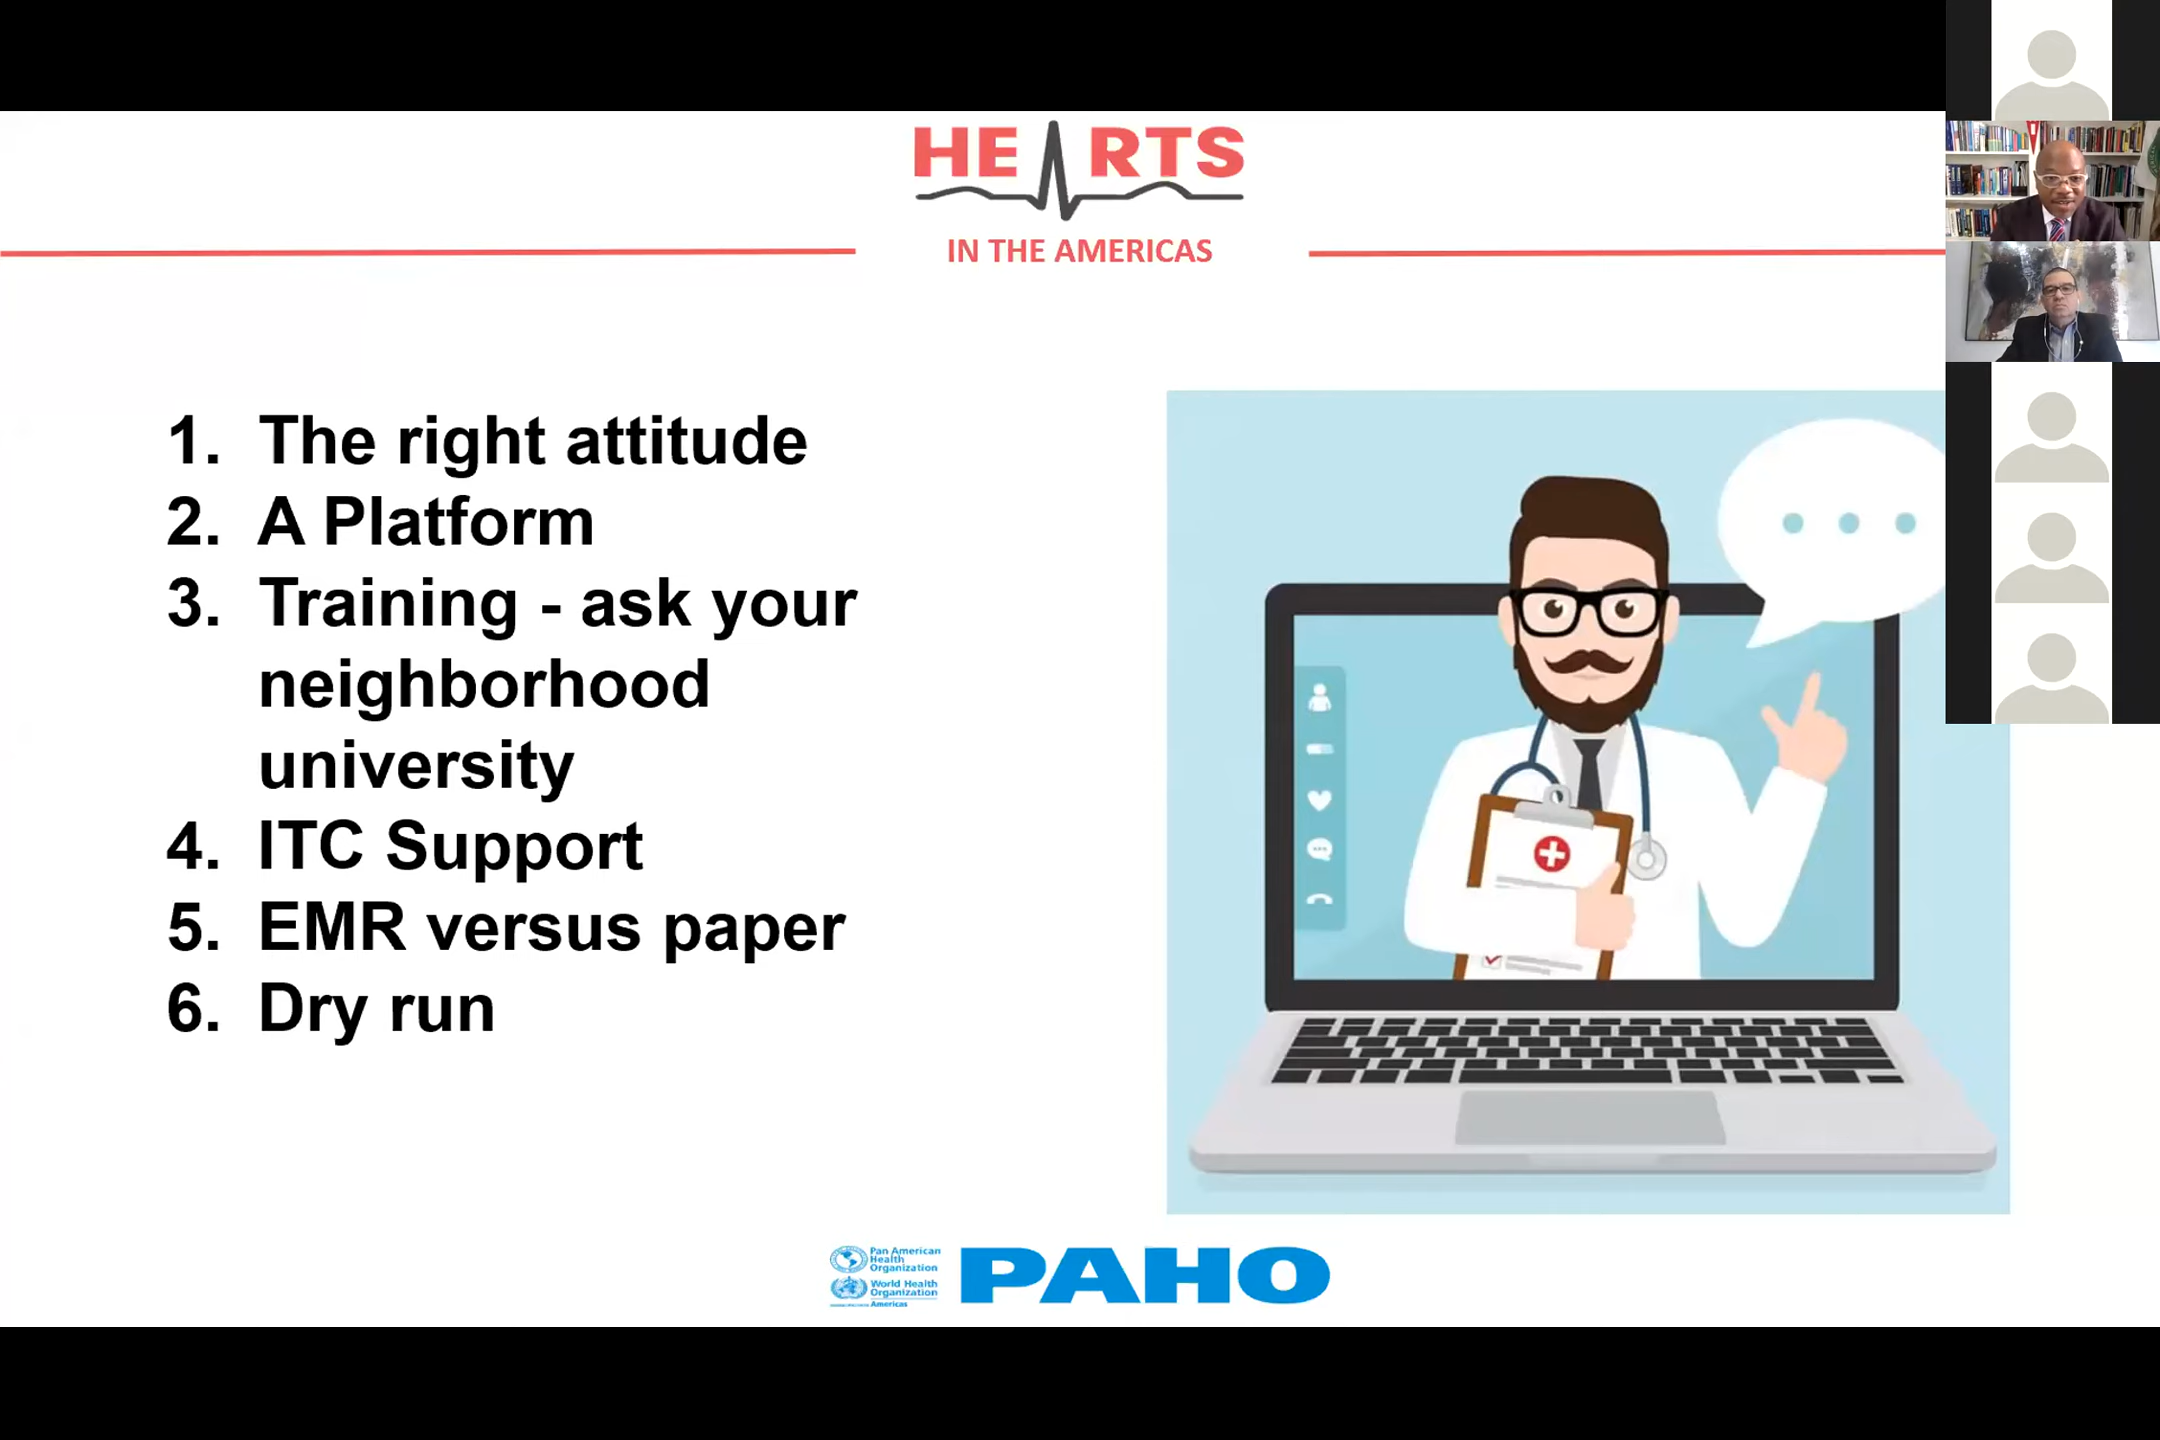 HEARTS
IN THE AMERICAS
1. The right attitude
2. A Platform
3. Training - ask your
neighborhood
university
4. ITC Support
5. EMR versus paper
6. Dry run
Pan American
Health
Organization
World Health
Organization
Americas
PAHO